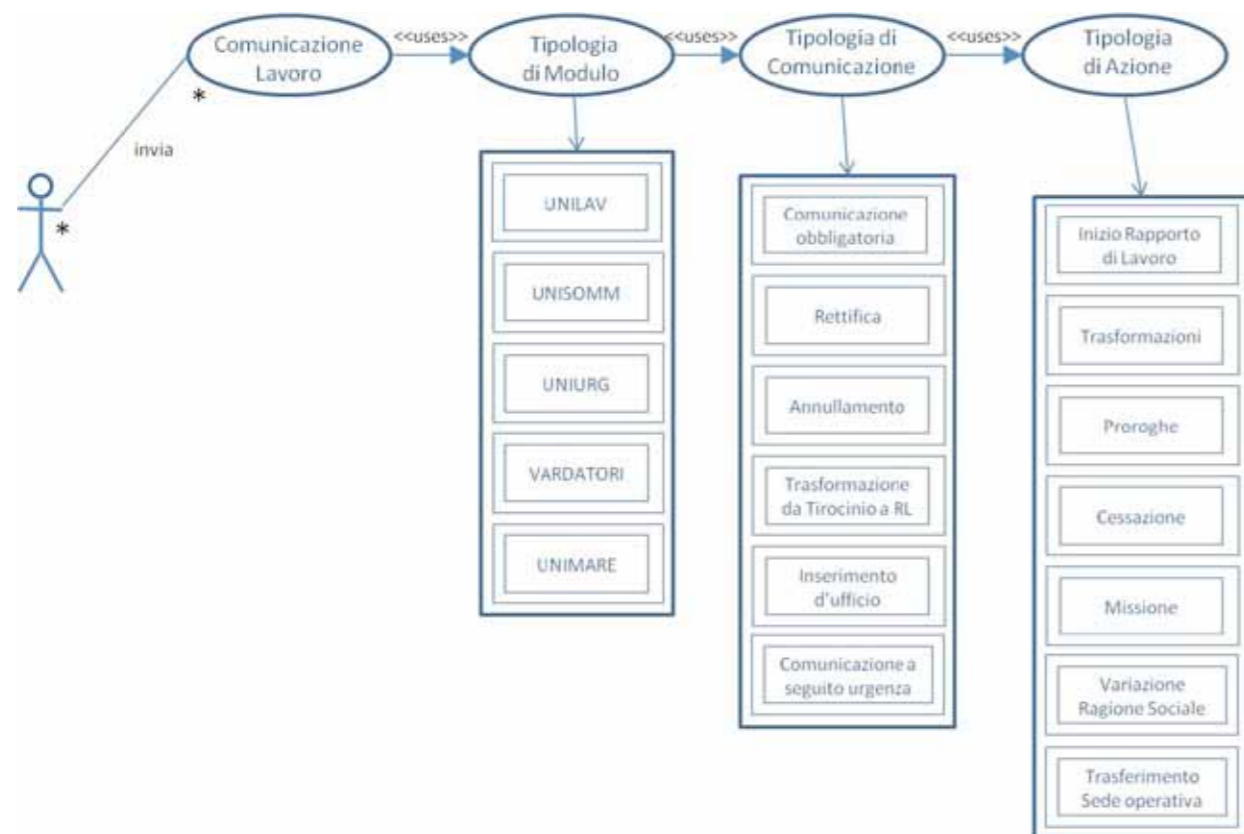 Comunicazione
Lavoro
<<uses>>
Tipologia
di Modulo
<<uses>>
Tipologia di
Comunicazione
<<uses>>
Tipologia
di Azione
*
invia
*
UNILAV
UNISOMM
UNIURG
VARDATORI
UNIMARE
Comunicazione
obbligatoria
Rettifica
Annullamento
Trasformazione
da Tirocinio a RL
Inserimento
d'ufficio
Comunicazione a
seguito urgenza
Inizio Rapporto
di Lavoro
Trasformazioni
Proroghe
Cessazione
Missione
Variazione
Ragione Sociale
Trasferimento
Sede operativa